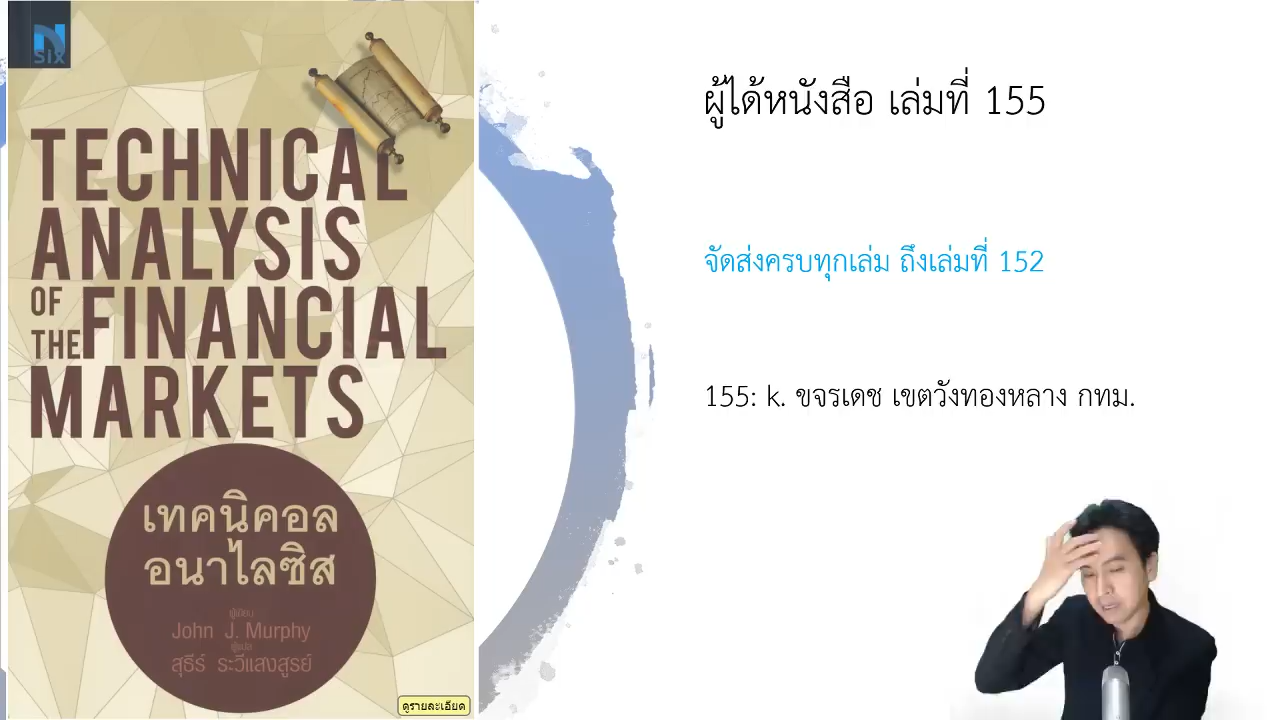 N
six
TECHNICAL
ANALYSIS
OF
THE FINANCIAL
MARKETS
เทคนิคอล
อนาไลซิส
ผู้เขียน
John J. Murphy
ผู้แปล
สุธีร์ ระวีแสงสูรย์
ดูรายละเอียด
ผู้ได้หนังสือ เล่มที่ 155
จัดส่งครบทุกเล่ม ถึงเล่มที่ 152
155: k. ขจรเดช เขตวังทองหลาง กทม.